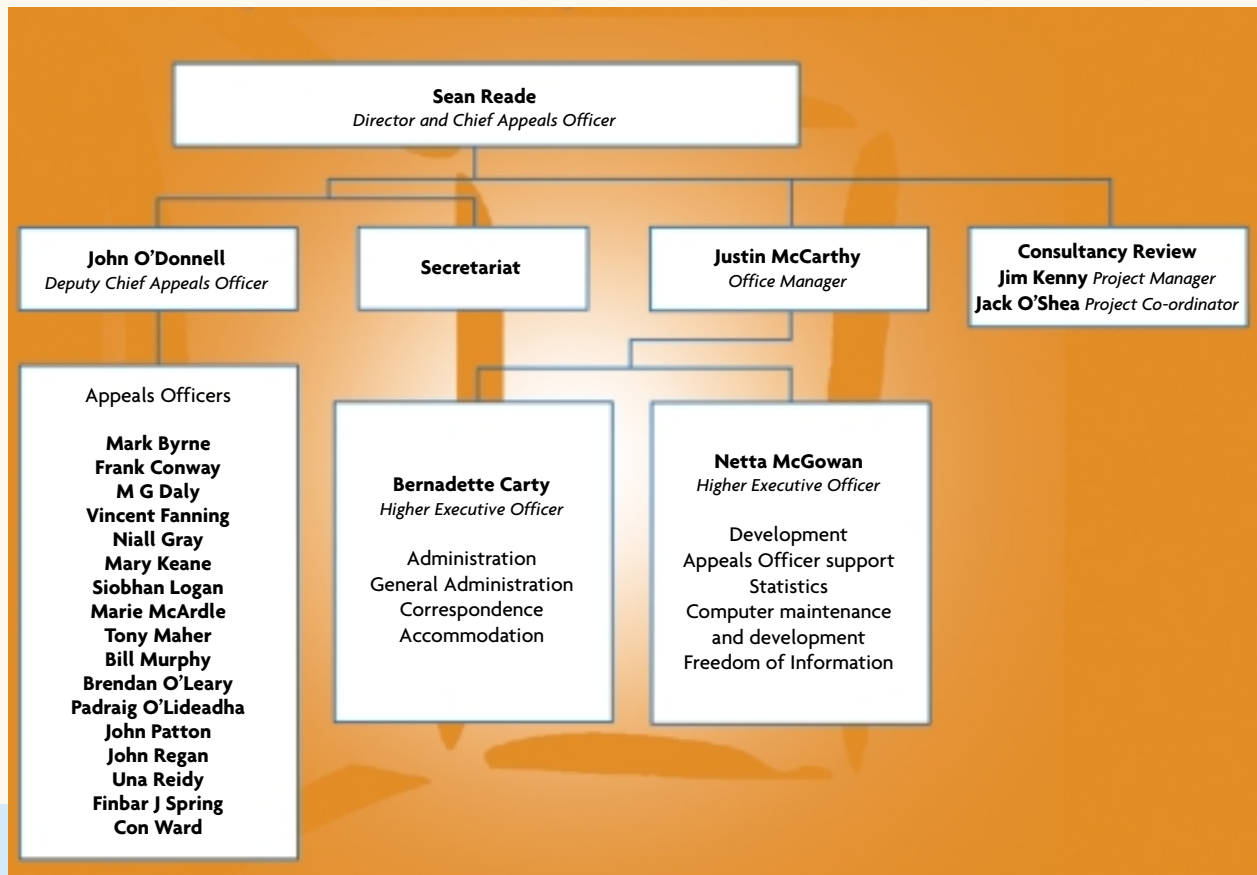 Sean Reade
Director and Chief Appeals Officer
John O’Donnell
Deputy Chief Appeals Officer
Secretariat
Justin McCarthy
Office Manager
Consultancy Review
Jim Kenny Project Manager
Jack O’Shea Project Co-ordinator
Appeals Officers
Mark Byrne
Frank Conway
M G Daly
Vincent Fanning
Niall Gray
Mary Keane
Siobhan Logan
Marie McArdle
Tony Maher
Bill Murphy
Brendan O’Leary
Padraig O’Lideadha
John Patton
John Regan
Una Reidy
Finbar J Spring
Con Ward
Bernadette Carty
Higher Executive Officer
Administration
General Administration
Correspondence
Accommodation
Netta McGowan
Higher Executive Officer
Development
Appeals Officer support
Statistics
Computer maintenance
and development
Freedom of Information